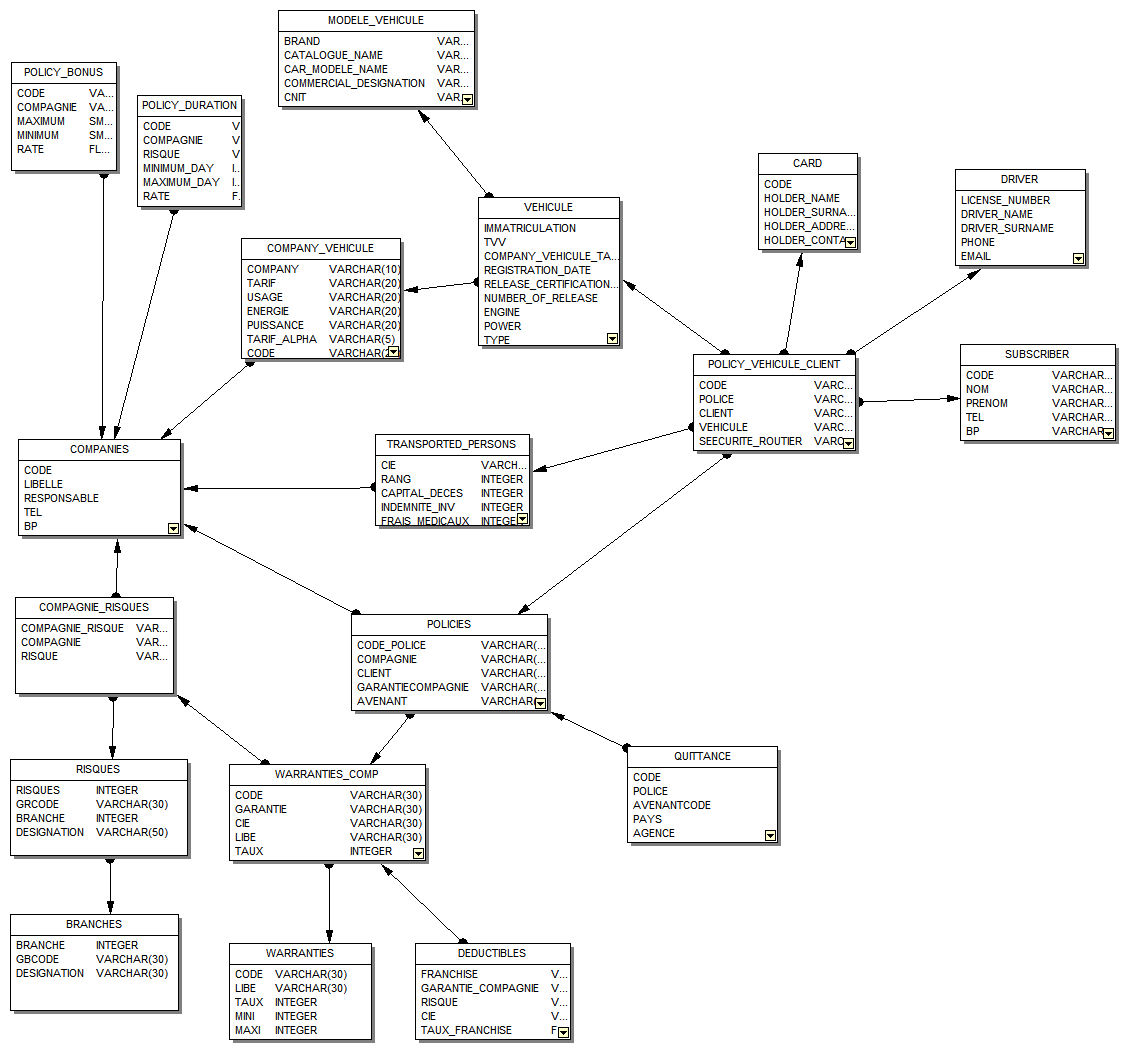 MODELE_VEHICULE
BRAND VAR...
CATALOGUE_NAME VAR...
CAR_MODELE_NAME VAR...
COMMERCIAL_DESIGNATION VAR...
CNIT VAR
POLICY_BONUS
CODE VA...
COMPAGNIE VA...
MAXIMUM SM...
MINIMUM SM...
RATE FL...
POLICY_DURATION
CODE V
COMPAGNIE V
RISQUE V
MINIMUM_DAY I..
MAXIMUM_DAY I..
RATE F.
CARD
CODE
HOLDER_NAME
HOLDER_SURNA...
HOLDER_ADDRE...
HOLDER_CONTA
DRIVER
LICENSE_NUMBER
DRIVER_NAME
DRIVER_SURNAME
PHONE
EMAIL
VEHICULE
IMMATRICULATION
TVV
COMPANY_VEHICULE_TA...
REGISTRATION_DATE
RELEASE_CERTIFICATION...
NUMBER_OF_RELEASE
ENGINE
POWER
TYPE
COMPANY_VEHICULE
COMPANY VARCHAR(10)
TARIF VARCHAR(20)
USAGE VARCHAR(20)
ENERGIE VARCHAR(20)
PUISSANCE VARCHAR(20)
TARIF_ALPHA VARCHAR(5)
CODE VARCHAR(2
POLICY_VEHICULE_CLIENT
CODE VARC...
POLICE VARC...
CLIENT VARC...
VEHICULE VARC...
SEECURITE_ROUTIER VARC
SUBSCRIBER
CODE VARCHAR...
NOM VARCHAR...
PRENOM VARCHAR...
TEL VARCHAR...
BP VARCHAR
COMPANIES
CODE
LIBELLE
RESPONSABLE
TEL
BP
TRANSPORTED_PERSONS
CIE VARCH...
RANG INTEGER
CAPITAL_DECES INTEGER
INDEMNITE_INV INTEGER
FRAIS_MEDICAUX INTEGE
COMPAGNIE_RISQUES
COMPAGNIE_RISQUE VAR...
COMPAGNIE VAR...
RISQUE VAR...
POLICIES
CODE_POLICE VARCHAR(...
COMPAGNIE VARCHAR(...
CLIENT VARCHAR(...
GARANTIECOMPAGNIE VARCHAR(...
AVENANT VARCHAR(
QUITTANCE
CODE
POLICE
AVENANTCODE
PAYS
AGENCE
RISQUES
RISQUES INTEGER
GRCODE VARCHAR(30)
BRANCHE INTEGER
DESIGNATION VARCHAR(50)
WARRANTIES_COMP
CODE VARCHAR(30)
GARANTIE VARCHAR(30)
CIE VARCHAR(30)
LIBE VARCHAR(30)
TAUX INTEGER
BRANCHES
BRANCHE INTEGER
GBCODE VARCHAR(30)
DESIGNATION VARCHAR(30)
WARRANTIES
CODE VARCHAR(30)
LIBE VARCHAR(30)
TAUX INTEGER
MINI INTEGER
MAXI INTEGER
DEDUCTIBLES
FRANCHISE V...
GARANTIE_COMPAGNIE V...
RISQUE V...
CIE V...
TAUX_FRANCHISE F